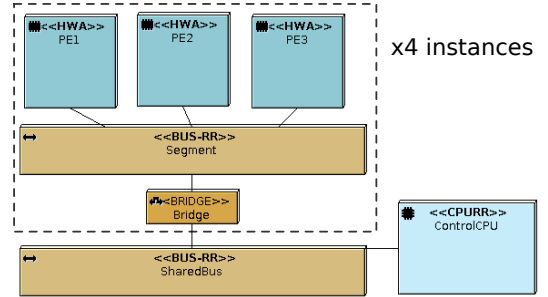 <<HWA>>
PE1
<<HWA>>
PE2
<<HWA>>
PE3
x4 instances
<<BUS-RR>>
Segment
<<BRIDGE>>
Bridge
<<CPURR>>
ControlCPU
<<BUS-RR>>
SharedBus